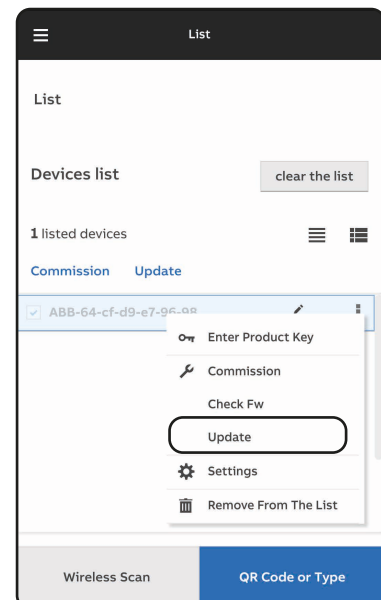 List
List
Devices list
clear the list
1 listed devices
Commission Update
ABB-64-cf-d9-e7-96-98
Enter Product Key
Commission
Check Fw
Update
Settings
Remove From The List
Wireless Scan
QR Code or Type